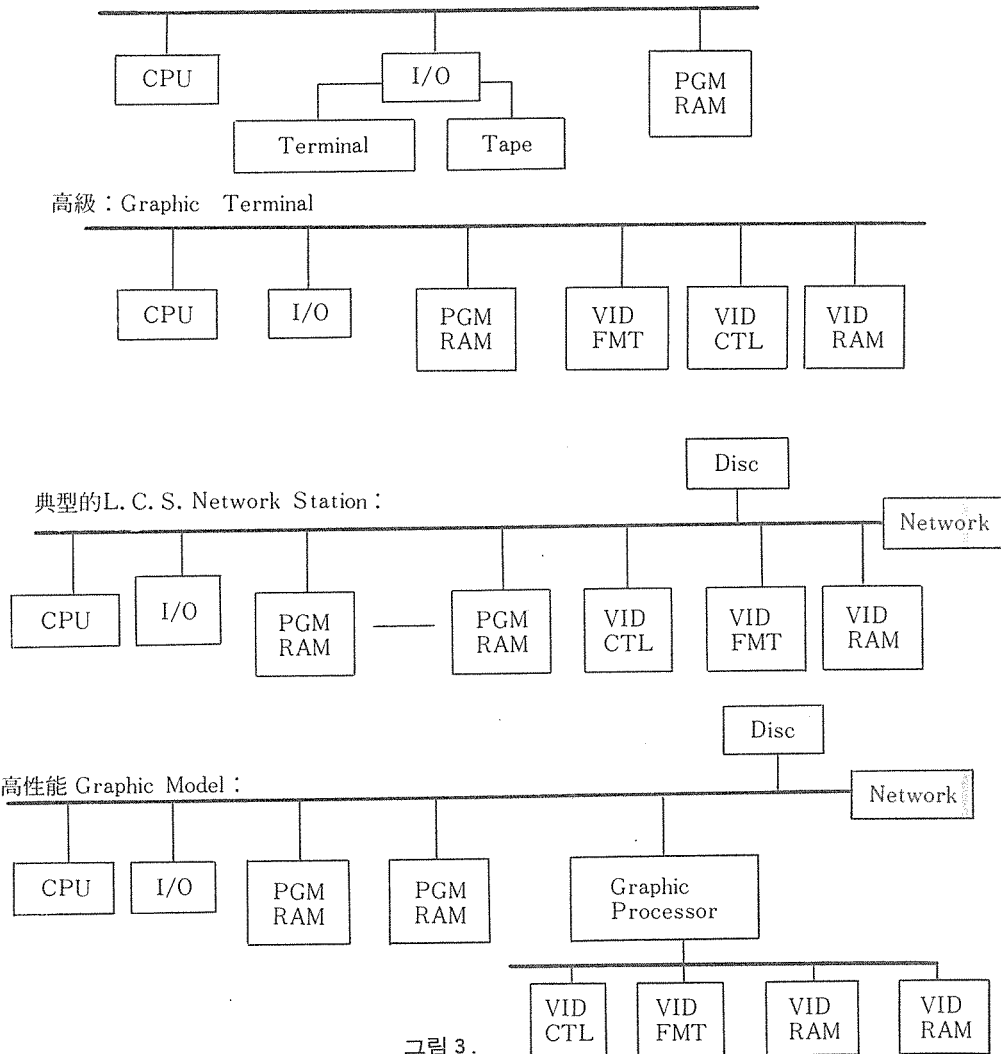 CPU
I/O
PGM
RAM
Terminal
Tape
高級：Graphic Terminal
CPU
I/O
PGM
RAM
VID
FMT
VID
CTL
VID
RAM
Disc
典型的L. C. S. Network Station：
Network
CPU
I/O
PGM
RAM
PGM
RAM
VID
CTL
VID
FMT
VID
RAM
Disc
高性能 Graphic Model：
Network
CPU
I/O
PGM
RAM
PGM
RAM
Graphic
Processor
VID
CTL
VID
FMT
VID
RAM
VID
RAM
그림 3.